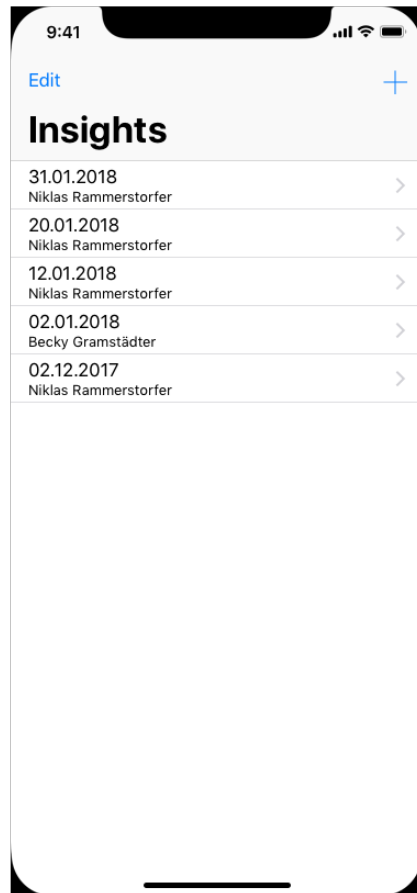 9:41
Edit
Insights
31.01.2018
Niklas Rammerstorfer
20.01.2018
Niklas Rammerstorfer
12.01.2018
Niklas Rammerstorfer
02.01.2018
Becky Gramstädter
02.12.2017
Niklas Rammerstorfer